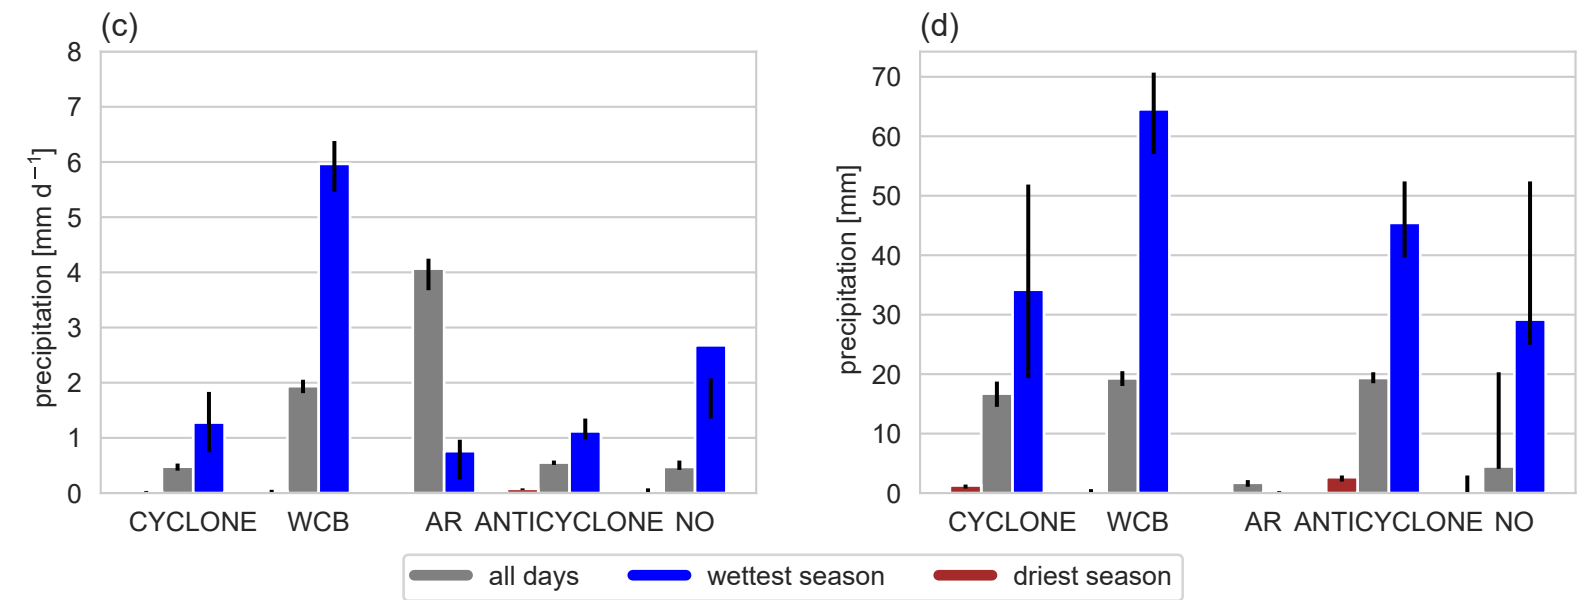 (c)
precipitation [mm d⁻¹]
8
7
6
5
4
3
2
1
0
CYCLONE WCB AR ANTICYCLONE NO
(d)
precipitation [mm]
70
60
50
40
30
20
10
0
CYCLONE WCB AR ANTICYCLONE NO
all days wettest season driest season